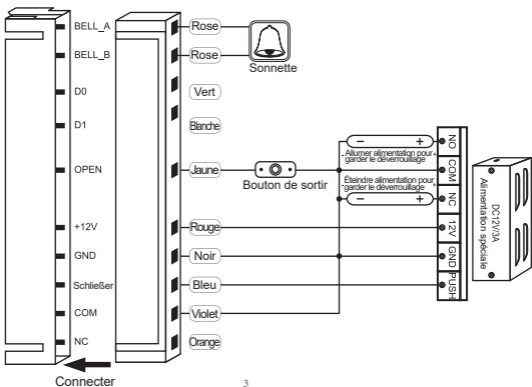 BELL_A
BELL_B
D0
D1
OPEN
+12V
GND
Schließer
COM
NC
Connecter
Rose
Rose
Vert
Blanche
Jaune
Rouge
Noir
Bleu
Violet
Orange
Sonnette
Bouton de sortir
- +
-Allumer alimentation pour+
garder le déverrouillage
Éteindre alimentation pour
-garder le déverrouillage +
- +
NO
COM
NC
12V
GND
PUSH
DC12V/3A
Alimentation spéciale
3